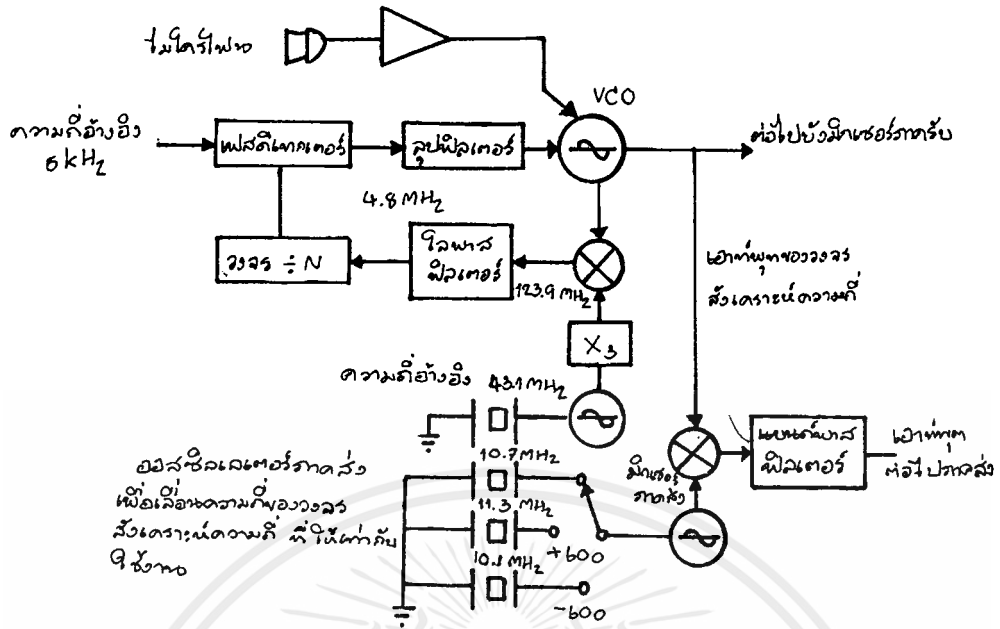 ไมโครโฟน
VCO
ความถี่อ้างอิง
5 kHz
เฟสดีเทคเตอร์
ลูปฟิลเตอร์
ต่อไปยังมิกเซอร์ภาครับ
4.8 MHz
วงจร ÷ N
โลพาส
ฟิลเตอร์
123.9 MHz
เอาท์พุทของวงจร
สังเคราะห์ความถี่
X 3
ความถี่อ้างอิง
43.1 MHz
10.7 MHz
ออสซิลเลเตอร์ภาคส่ง
เพื่อเลื่อนความถี่ของวงจร
สังเคราะห์ความถี่ ที่ให้เท่ากับ
ใช้งาน
11.3 MHz
+600
10.1 MHz
-600
มิกเซอร์
ภาคส่ง
แบนด์พาส
ฟิลเตอร์
เอาท์พุต
ต่อไปภาคส่ง